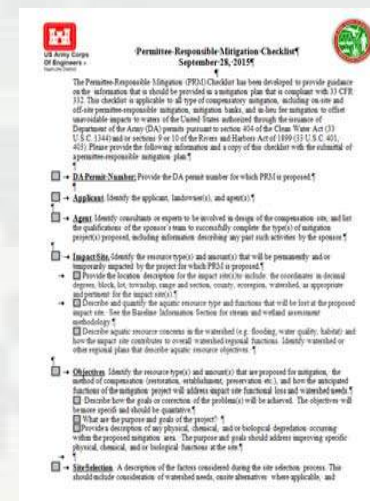 US Army Corps
Of Engineers
Permittee-Responsible Mitigation Checklist¶
September 28, 2015¶
¶
The Permittee-Responsible Mitigation (PRM) Checklist has been developed to provide guidance
on the information that is should be provided in a mitigation plan that is compliant with 33 CFR
332. This checklist is applicable to all type of compensatory mitigation, including on-site and
off-site permittee-responsible mitigation, mitigation banks, and in-lieu fee mitigation to offset
unavoidable impacts to waters of the United States authorized through the issuance of
Department of the Army (DA) permits pursuant to section 404 of the Clean Water Act (33
U.S.C. 1344) and/or sections 9 or 10 of the Rivers and Harbors Act of 1899 (33 U.S.C. 401,
403). Please provide the following information and a copy of this checklist with the submittal of
a permittee-responsible mitigation plan.¶
¶
→ DA Permit Number: Provide the DA permit number for which PRM is proposed.¶
¶
→ Applicant: Identify the applicant, landowner(s), and agent(s).¶
¶
→ Agent: Identify consultants or experts to be involved in design of the compensation site, and list
the qualifications of the sponsor's team to successfully complete the type(s) of mitigation
project(s) proposed, including information describing any past such activities by the sponsor.¶
¶
→ Impact Site: Identify the resource type(s) and amount(s) that will be permanently and or
temporarily impacted by the project for which PRM is proposed.¶
→ Provide the location description for the impact site(s) to include, the coordinates in decimal
degrees, block, lot, township, range and section, county, ecoregion, watershed, as appropriate
and pertinent for the impact site(s).¶
→ Describe and quantify the aquatic resource type and functions that will be lost at the proposed
impact site. See the Baseline Information Section for stream and wetland assessment
methodology.¶
Describe aquatic resource concerns in the watershed (e.g. flooding, water quality, habitat) and
how the impact site contributes to overall watershed/regional functions. Identify watershed or
other regional plans that describe aquatic resource objectives.¶
¶
→ Objectives: Identify the resource type(s) and amount(s) that are proposed for mitigation, the
method of compensation (restoration, establishment, preservation etc.), and how the anticipated
functions of the mitigation project will address impact site functional loss and watershed needs.¶
→ Describe how the goals or correction of the problem(s) will be achieved. The objectives will
be more specific and should be quantitative.¶
What are the purpose and goals of the project?¶
Provide a description of any physical, chemical, and/or biological degradation occurring
within the proposed mitigation area. The purpose and goals should address improving specific
physical, chemical, and/or biological functions at the site.¶
¶
→ Site Selection: A description of the factors considered during the site selection process. This
should include consideration of watershed needs, onsite alternatives where applicable, and